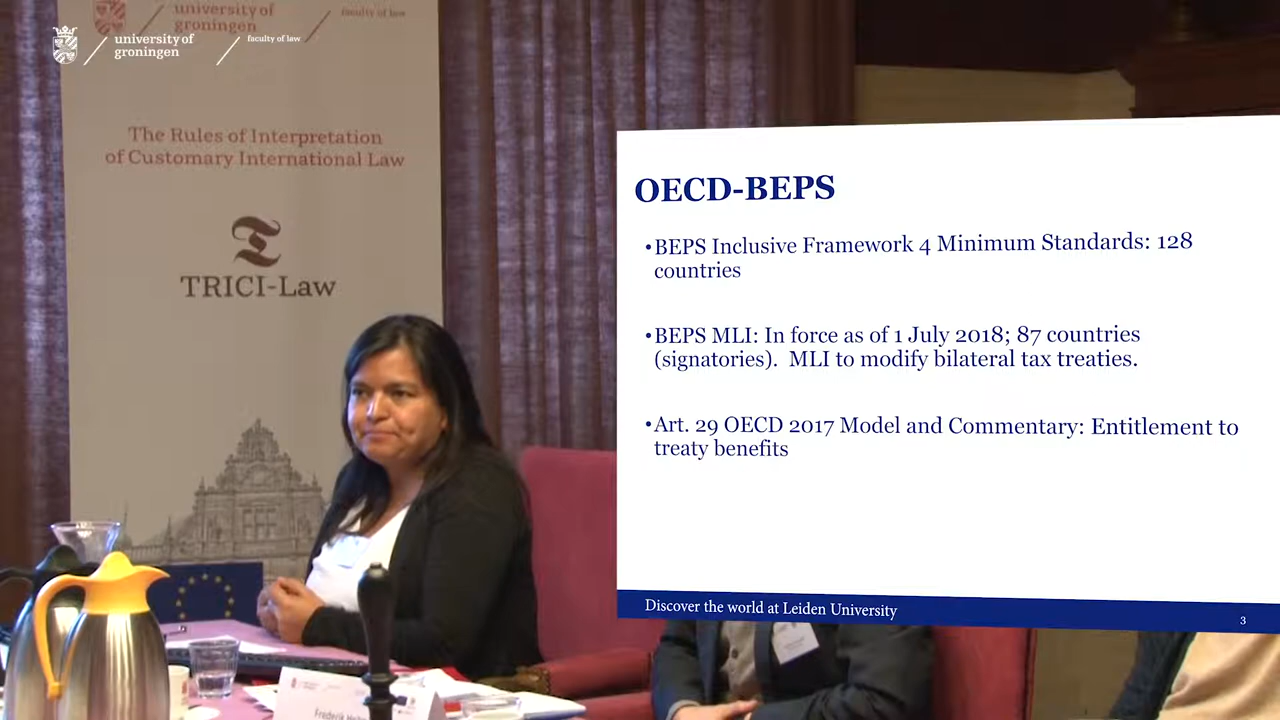 university of
groningen
faculty of law
university of
groningen
faculty of law
The Rules of Interpretation
of Customary International Law
TRICI-Law
OECD-BEPS
•BEPS Inclusive Framework 4 Minimum Standards: 128
countries
•BEPS MLI: In force as of 1 July 2018; 87 countries
(signatories).  MLI to modify bilateral tax treaties.
•Art. 29 OECD 2017 Model and Commentary: Entitlement to
treaty benefits
Discover the world at Leiden University
3
Frederik